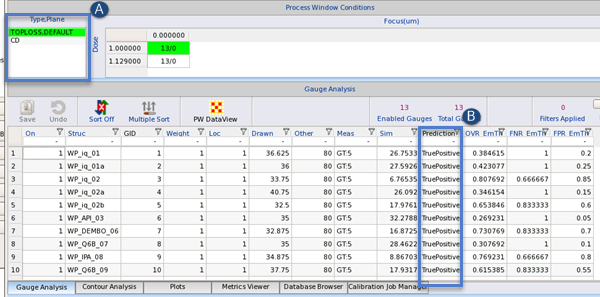 A
Process Window Conditions
Type,Plane
Focus(um)
TOPLOSS,DEFAULT
CD
Dose
0.000000
1.000000 13/0
1.129000 13/0
Gauge Analysis
Save Undo Sort Off Multiple Sort PW DataView
13 13 0
Enabled Gauges Total G Filters Applied
B
On Struc GID Weight Loc Drawn Other Meas Sim Prediction OVR_ErrTh FNR_ErrTh FPR_ErrTh
1 1 WP_iq_01 1 1 1 36.625 80 GT:5 26.7533 TruePositive 0.384615 1 0.2
2 1 WP_iq_01a 2 1 1 36 80 GT:5 27.5926 TruePositive 0.423077 1 0.25
3 1 WP_iq_02 3 1 1 33.75 80 GT:5 6.76535 TruePositive 0.807692 0.666667 0.85
4 1 WP_iq_02a 4 1 1 40.75 80 GT:5 26.092 TruePositive 0.346154 1 0.15
5 1 WP_iq_02b 5 1 1 32.5 80 GT:5 17.9761 TruePositive 0.653846 0.833333 0.6
6 1 WP_API_03 6 1 1 35 80 GT:5 32.2788 TruePositive 0.269231 1 0.05
7 1 WP_DEMBO_06 7 1 1 32.875 80 GT:5 16.8725 TruePositive 0.730769 0.833333 0.7
8 1 WP_Q6B_07 8 1 1 35 80 GT:5 28.4622 TruePositive 0.307692 1 0.1
9 1 WP_IPA_08 9 1 1 34.875 80 GT:5 8.86703 TruePositive 0.769231 0.666667 0.8
10 1 WP_Q6B_09 10 1 1 37.75 80 GT:5 17.9317 TruePositive 0.615385 0.833333 0.55
Gauge Analysis Contour Analysis Plots Metrics Viewer Database Browser Calibration Job Manager